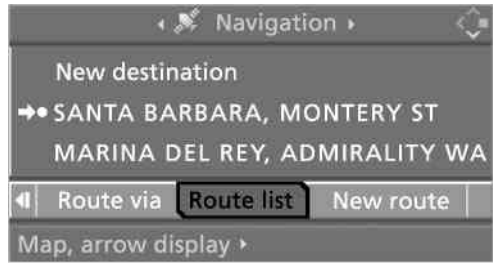 Navigation
New destination
SANTA BARBARA, MONTERY ST
MARINA DEL REY, ADMIRALITY WA
Route via Route list New route
Map, arrow display